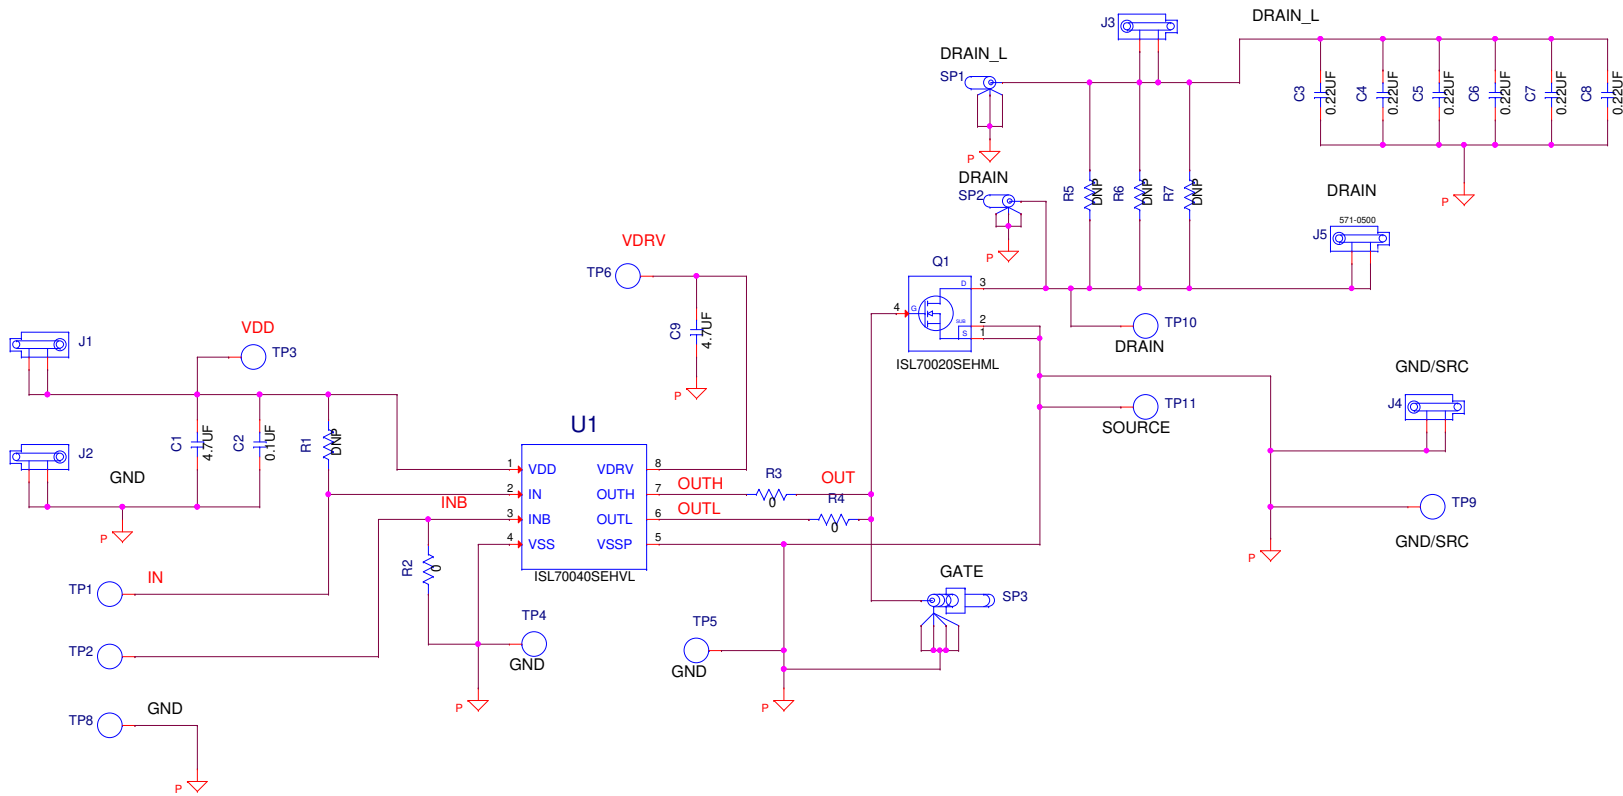 J3
DRAIN_L
DRAIN_L
SP1
C3
0.22UF
C4
0.22UF
C5
0.22UF
C6
0.22UF
C7
0.22UF
C8
0.22UF
P
DRAIN
SP2
R5
DNP
R6
DNP
R7
DNP
DRAIN
P
571-0500
J5
P
VDRV
TP6
Q1
D
3
4
G
SUB
2
S
1
ISL70020SEHML
TP10
DRAIN
C9
4.7UF
P
VDD
J1
TP3
GND/SRC
J4
TP11
SOURCE
U1
C1
4.7UF
C2
0.1UF
R1
DNP
J2
GND
P
1
VDD
VDRV
8
2
IN
OUTH
7
OUTH
R3
0
OUT
INB
3
INB
OUTL
6
OUTL
R4
0
4
VSS
VSSP
5
ISL70040SEHVL
TP9
GND/SRC
P
R2
0
IN
TP1
GATE
SP3
TP4
GND
TP5
GND
TP2
P
P
TP8
GND
P